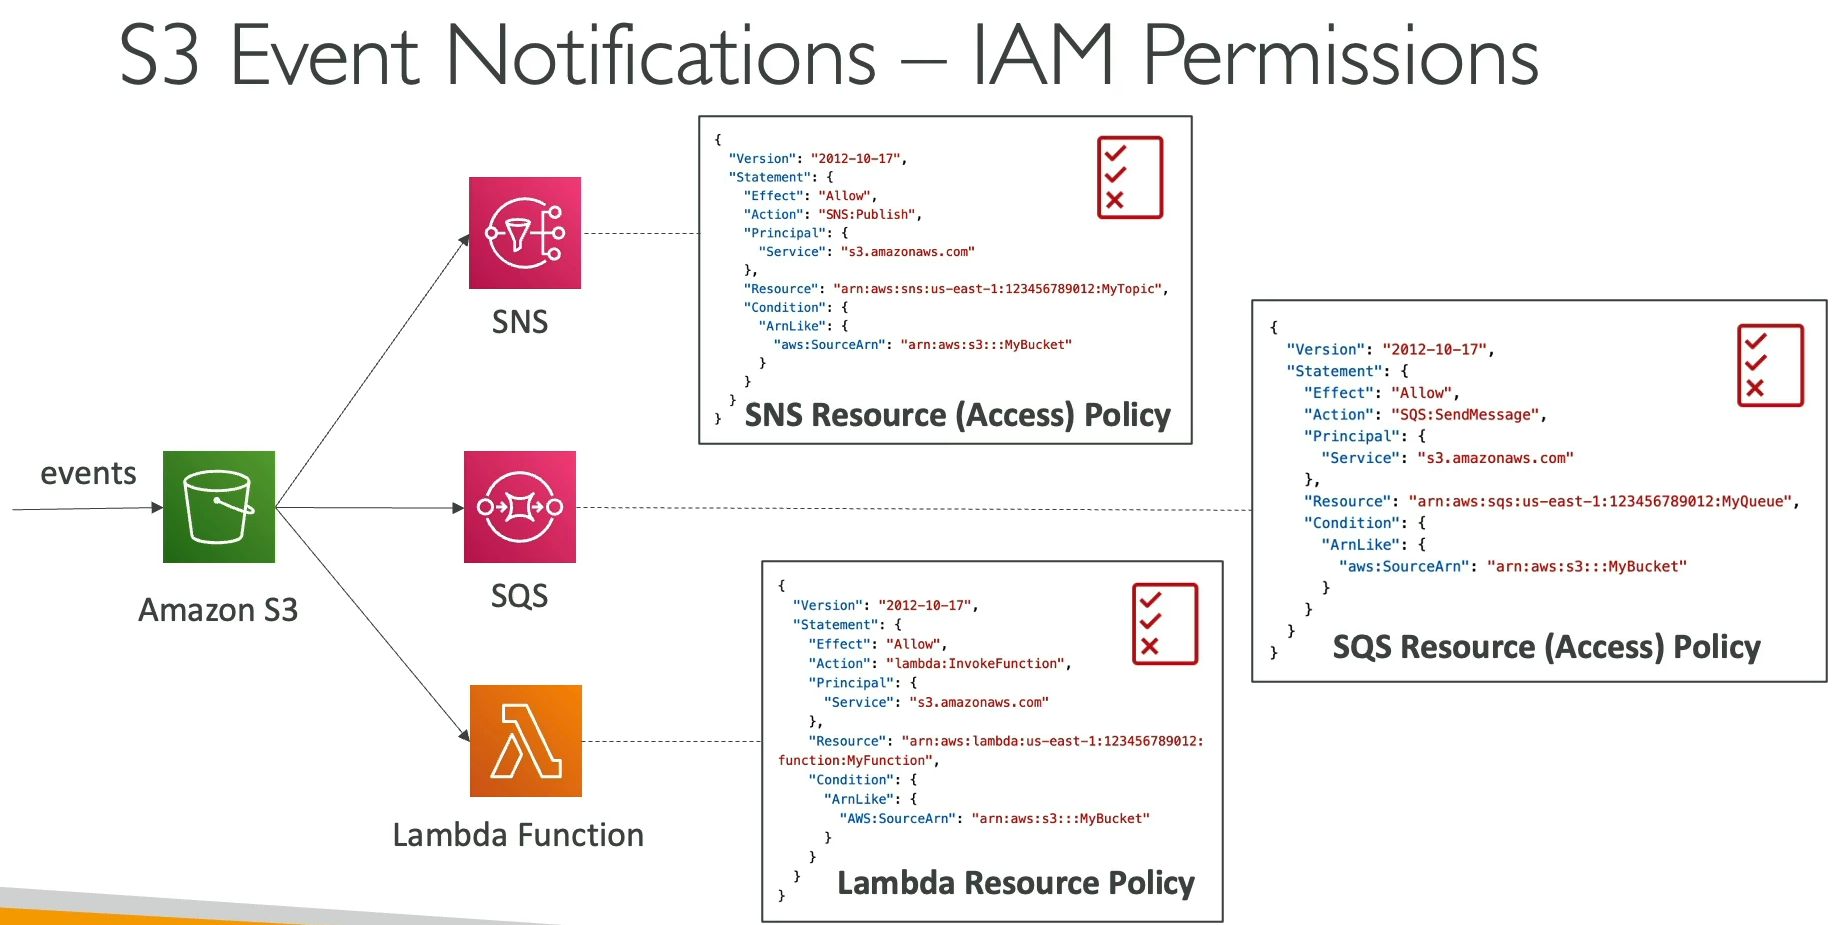 S3 Event Notifications – IAM Permissions
events
Amazon S3
SNS
SQS
Lambda Function
{
"Version": "2012-10-17",
"Statement": {
"Effect": "Allow",
"Action": "SNS:Publish",
"Principal": {
"Service": "s3.amazonaws.com"
},
"Resource": "arn:aws:sns:us-east-1:123456789012:MyTopic",
"Condition": {
"ArnLike": {
"aws:SourceArn": "arn:aws:s3:::MyBucket"
}
}
}
}
SNS Resource (Access) Policy
{
"Version": "2012-10-17",
"Statement": {
"Effect": "Allow",
"Action": "SQS:SendMessage",
"Principal": {
"Service": "s3.amazonaws.com"
},
"Resource": "arn:aws:sqs:us-east-1:123456789012:MyQueue",
"Condition": {
"ArnLike": {
"aws:SourceArn": "arn:aws:s3:::MyBucket"
}
}
}
}
SQS Resource (Access) Policy
{
"Version": "2012-10-17",
"Statement": {
"Effect": "Allow",
"Action": "lambda:InvokeFunction",
"Principal": {
"Service": "s3.amazonaws.com"
},
"Resource": "arn:aws:lambda:us-east-1:123456789012:
function:MyFunction",
"Condition": {
"ArnLike": {
"AWS:SourceArn": "arn:aws:s3:::MyBucket"
}
}
}
}
Lambda Resource Policy